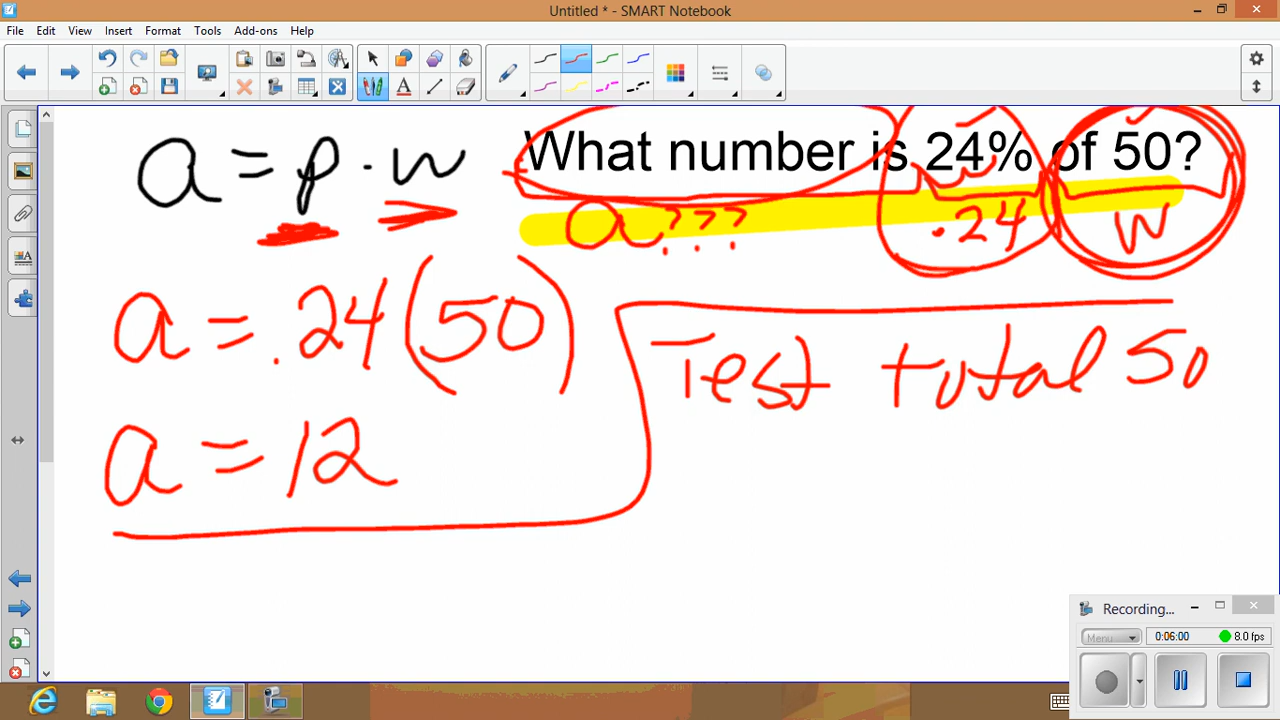 Untitled * - SMART Notebook
File Edit View Insert Format Tools Add-ons Help
a = p · w
What number is 24% of 50?
a ??? .24 W
a = .24(50)
Test total 50
a = 12
Recording...
Menu 0:06:00 8.0 fps